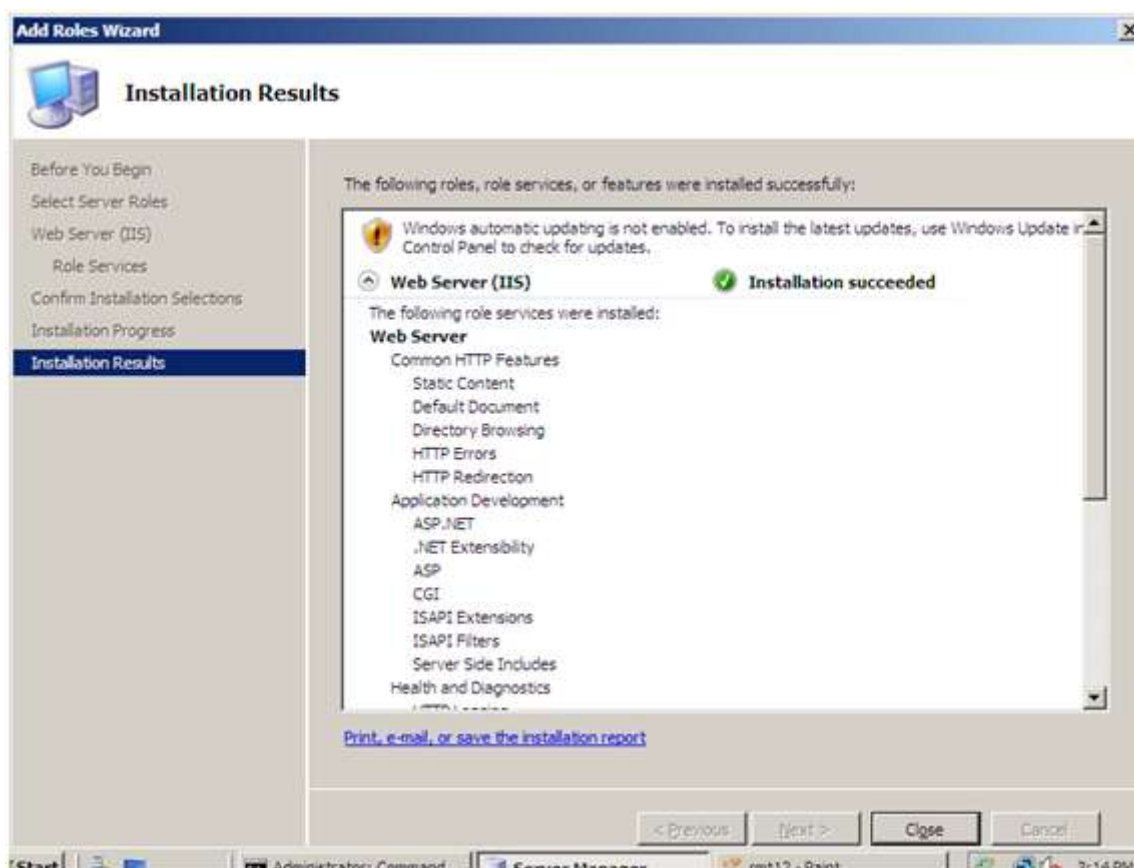 Add Roles Wizard
Installation Results
Before You Begin
Select Server Roles
Web Server (IIS)
Role Services
Confirm Installation Selections
Installation Progress
Installation Results
The following roles, role services, or features were installed successfully:
Windows automatic updating is not enabled. To install the latest updates, use Windows Update in
Control Panel to check for updates.
Web Server (IIS)
Installation succeeded
The following role services were installed:
Web Server
Common HTTP Features
Static Content
Default Document
Directory Browsing
HTTP Errors
HTTP Redirection
Application Development
ASP.NET
.NET Extensibility
ASP
CGI
ISAPI Extensions
ISAPI Filters
Server Side Includes
Health and Diagnostics
Print, e-mail, or save the installation report
< Previous
Next >
Close
Cancel
Start
Administrator: Command
Server Manager